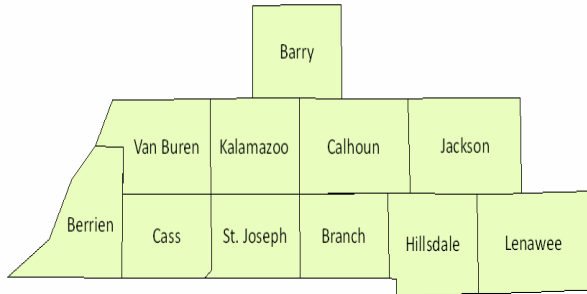 Barry
Van Buren
Kalamazoo
Calhoun
Jackson
Berrien
Cass
St. Joseph
Branch
Hillsdale
Lenawee